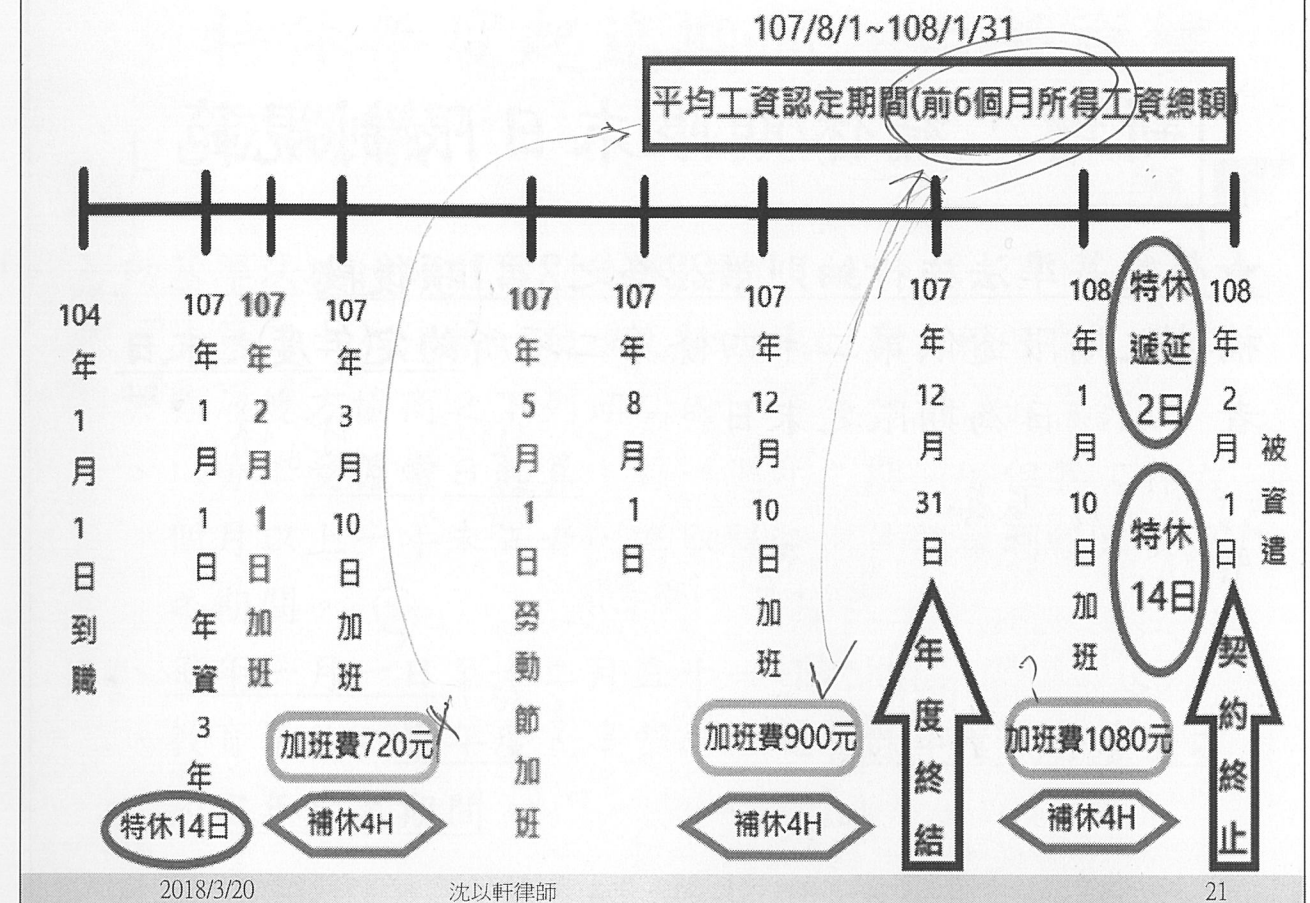 107/8/1~108/1/31
平均工資認定期間(前6個月所得工資總額)
104年1月1日到職
107年1月1日年資3年
特休14日
107年2月1日加班
107年3月10日加班
加班費720元
補休4H
107年5月1日勞動節加班
107年8月1日
107年12月10日加班
加班費900元
補休4H
107年12月31日
年度終結
108年1月10日加班
加班費1080元
補休4H
特休遞延2日
特休14日
108年2月1日
被資遣
契約終止
2018/3/20
沈以軒律師
21